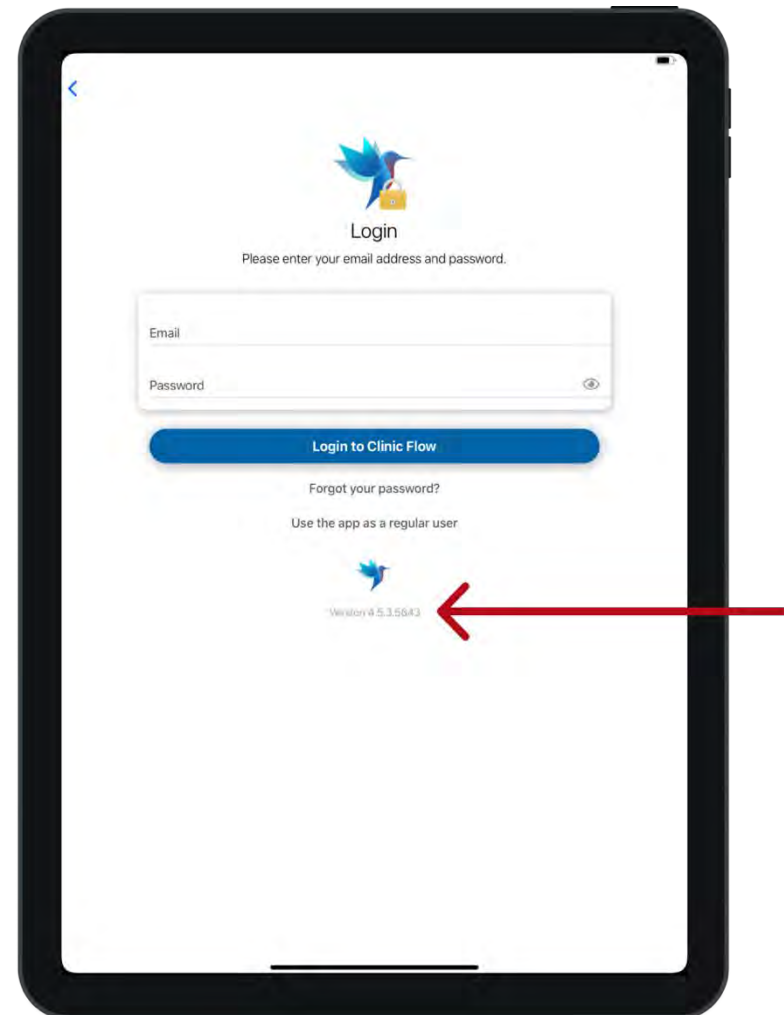 Login
Please enter your email address and password.
Email
Password
Login to Clinic Flow
Forgot your password?
Use the app as a regular user
Version 4.5.3.5843